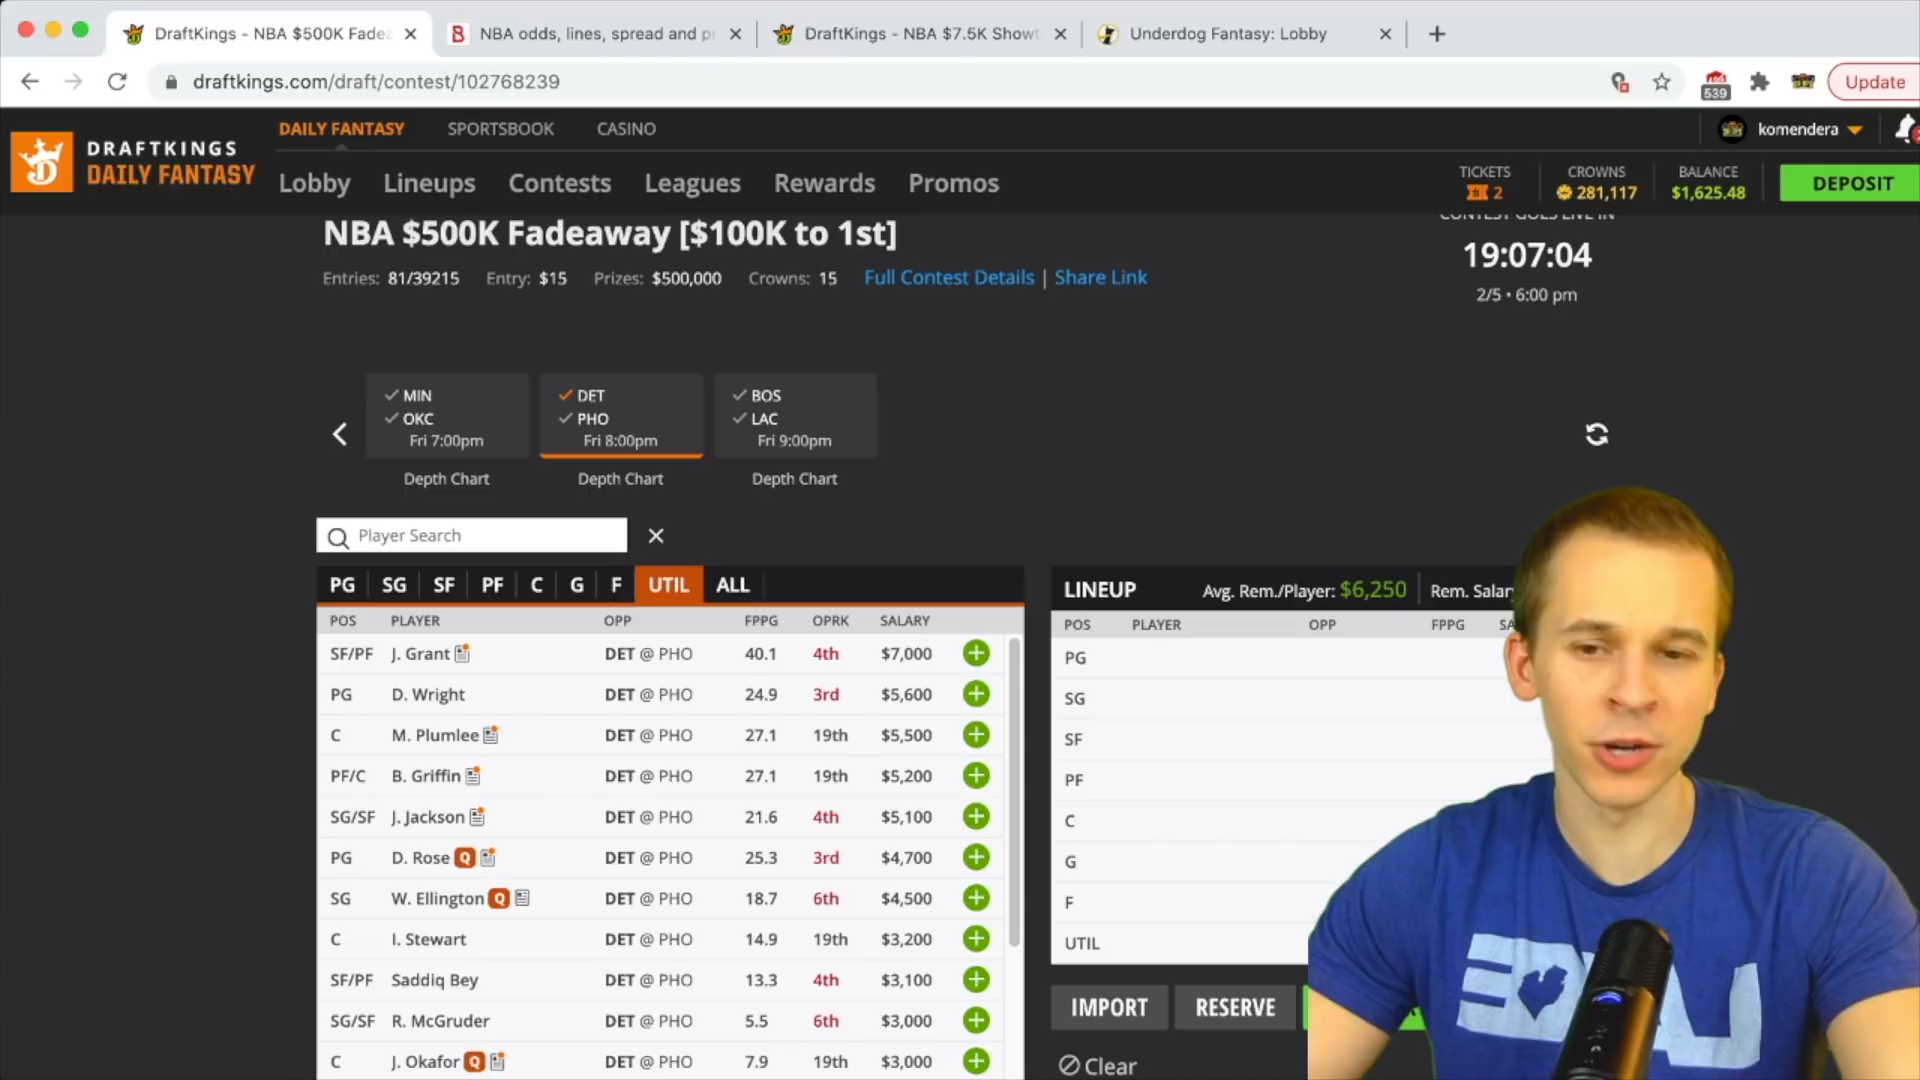 DraftKings - NBA $500K Fadea
NBA odds, lines, spread and pr
DraftKings - NBA $7.5K Showt
Underdog Fantasy: Lobby
draftkings.com/draft/contest/102768239
539
Update
DRAFTKINGS
DAILY FANTASY
DAILY FANTASY SPORTSBOOK CASINO
komendera
Lobby Lineups Contests Leagues Rewards Promos
TICKETS
2
CROWNS
281,117
BALANCE
$1,625.48
DEPOSIT
NBA $500K Fadeaway [$100K to 1st]
Entries: 81/39215 Entry: $15 Prizes: $500,000 Crowns: 15 Full Contest Details | Share Link
CONTEST GOES LIVE IN
19:07:04
2/5 • 6:00 pm
MIN
OKC
Fri 7:00pm
Depth Chart
DET
PHO
Fri 8:00pm
Depth Chart
BOS
LAC
Fri 9:00pm
Depth Chart
Player Search
PG SG SF PF C G F UTIL ALL
POS PLAYER OPP FPPG OPRK SALARY
SF/PF J. Grant DET @ PHO 40.1 4th $7,000
PG D. Wright DET @ PHO 24.9 3rd $5,600
C M. Plumlee DET @ PHO 27.1 19th $5,500
PF/C B. Griffin DET @ PHO 27.1 19th $5,200
SG/SF J. Jackson DET @ PHO 21.6 4th $5,100
PG D. Rose Q DET @ PHO 25.3 3rd $4,700
SG W. Ellington Q DET @ PHO 18.7 6th $4,500
C I. Stewart DET @ PHO 14.9 19th $3,200
SF/PF Saddiq Bey DET @ PHO 13.3 4th $3,100
SG/SF R. McGruder DET @ PHO 5.5 6th $3,000
C J. Okafor Q DET @ PHO 7.9 19th $3,000
LINEUP Avg. Rem./Player: $6,250 Rem. Salary
POS PLAYER OPP FPPG SA
PG
SG
SF
PF
C
G
F
UTIL
IMPORT RESERVE
Clear